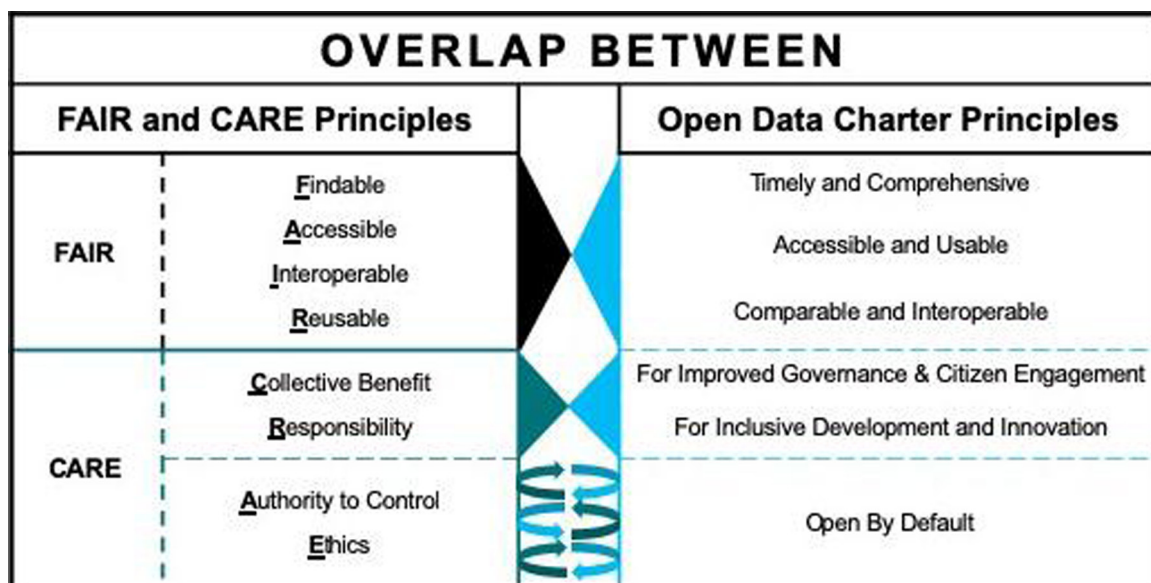 OVERLAP BETWEEN
FAIR and CARE Principles
Open Data Charter Principles
FAIR
Findable
Accessible
Interoperable
Reusable
Timely and Comprehensive
Accessible and Usable
Comparable and Interoperable
CARE
Collective Benefit
Responsibility
For Improved Governance & Citizen Engagement
For Inclusive Development and Innovation
Authority to Control
Ethics
Open By Default